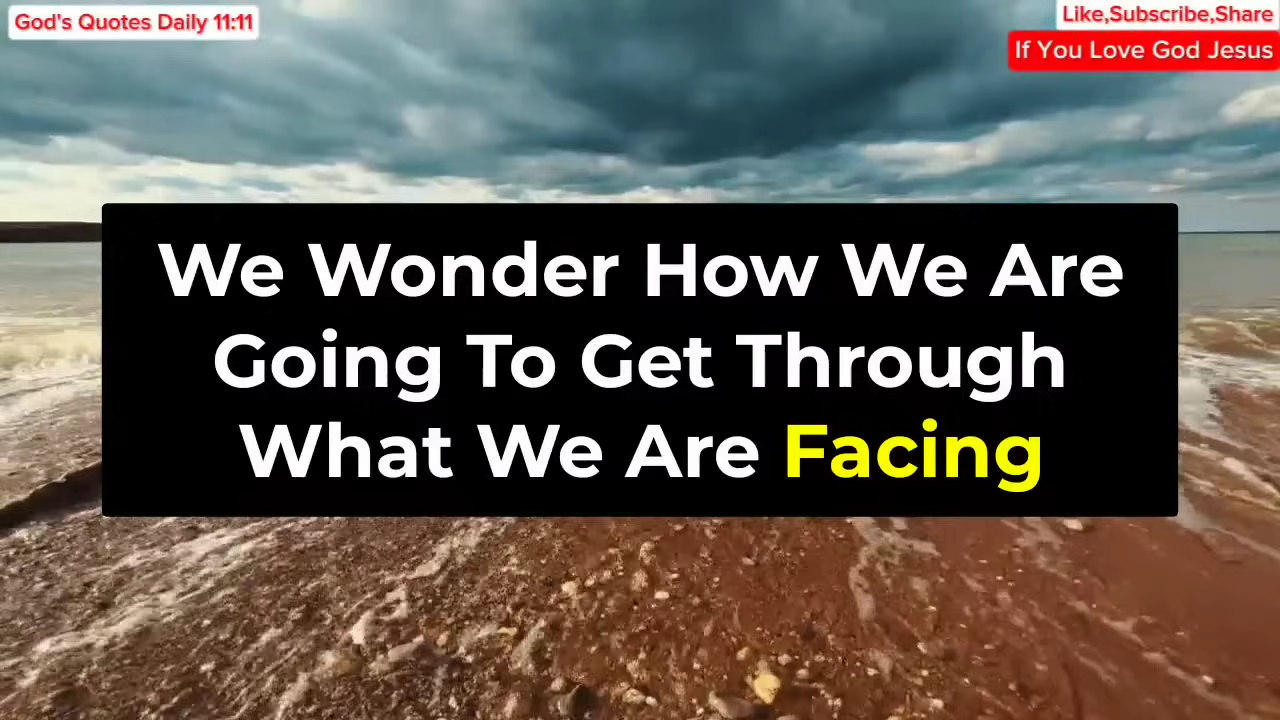 God's Quotes Daily 11:11
Like,Subscribe,Share
If You Love God Jesus
We Wonder How We Are
Going To Get Through
What We Are Facing